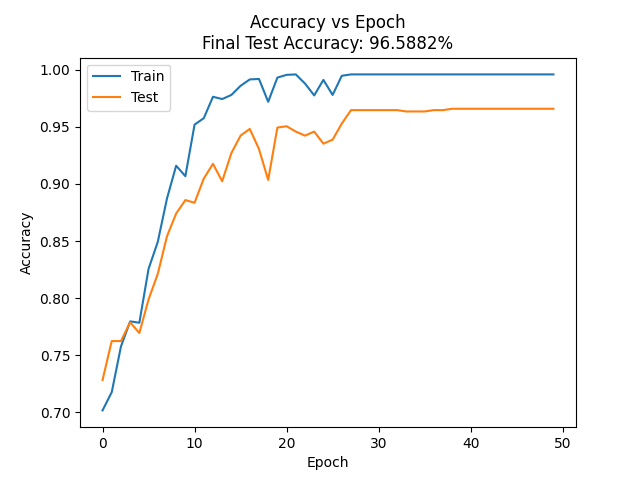 Accuracy vs Epoch
Final Test Accuracy: 96.5882%
1.00
0.95
0.90
0.85
0.80
0.75
0.70
Accuracy
Train
Test
0 10 20 30 40 50
Epoch